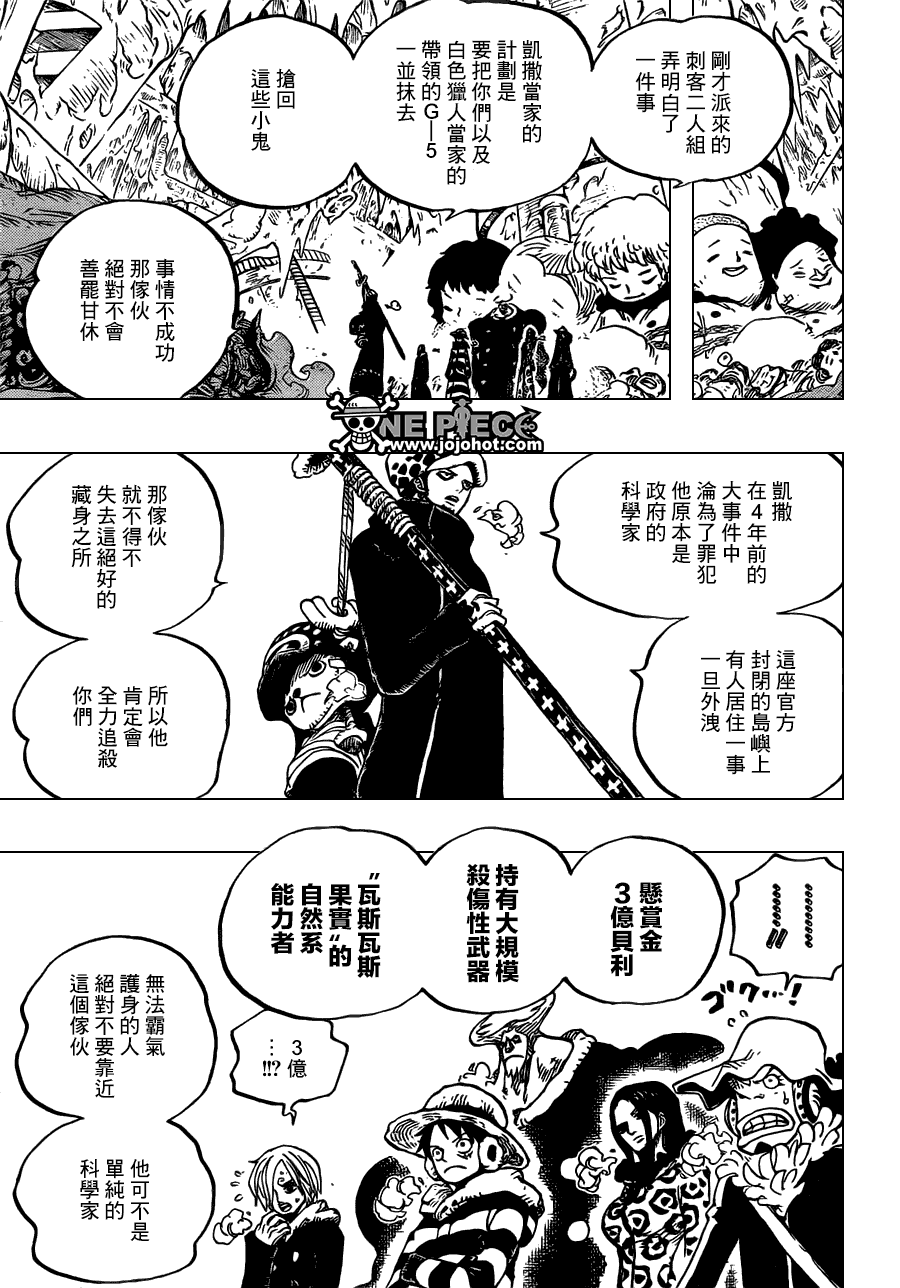 剛才派來的
刺客二人組
弄明白了
一件事
凱撒當家的
計劃是
要把你們以及
白色獵人當家的
帶領的G—5
一並抹去
搶回
這些小鬼
事情不成功
那傢伙
絕對不會
善罷甘休
ONE PIECE
www.jojohot.com
凱撒
在4年前的
大事件中
淪為了罪犯
他原本是
政府的
科學家
這座官方
封閉的島嶼上
有人居住一事
一旦外洩
那傢伙
就不得不
失去這絕好的
藏身之所
所以他
肯定會
全力追殺
你們
………
………!!
ゴクッ…!
懸賞金
3億貝利
持有大規模
殺傷性武器
"瓦斯瓦斯
果實"的
自然系
能力者
3億
…!!?
無法霸氣
護身的人
絕對不要靠近
這個傢伙
他可不是
單純的
科學家